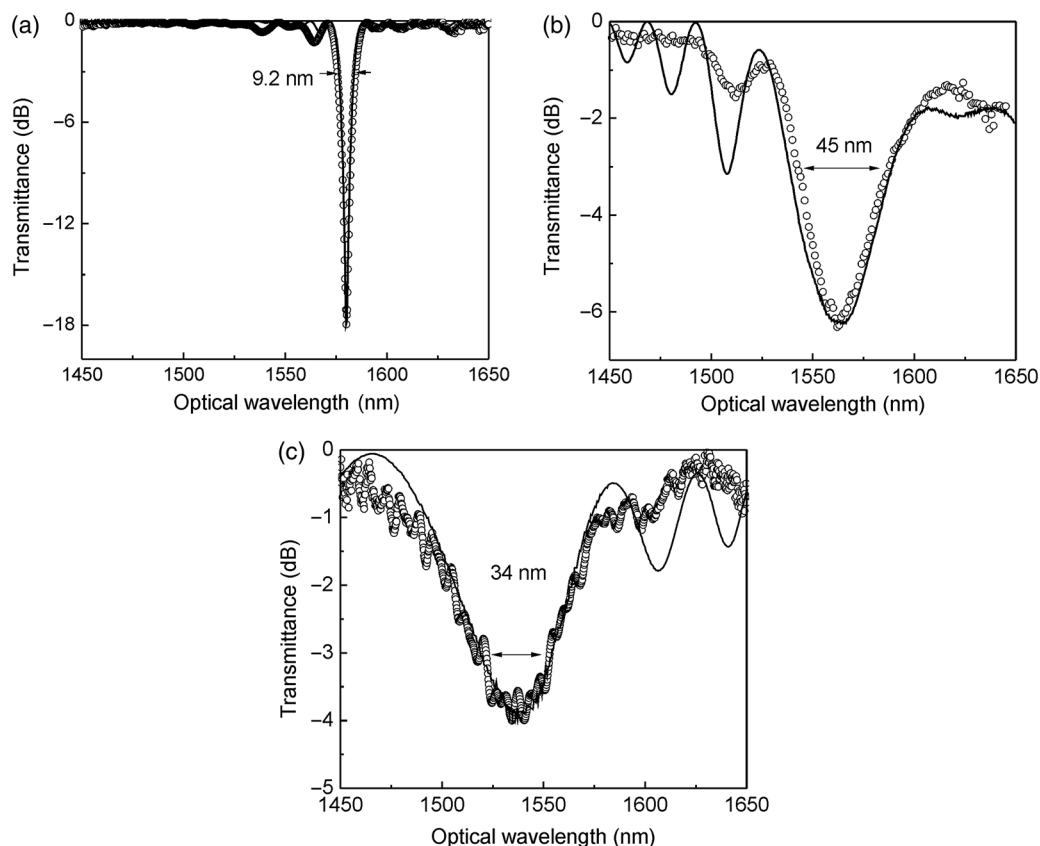 (a)
0
−6
−12
−18
Transmittance (dB)
9.2 nm
1450 1500 1550 1600 1650
Optical wavelength (nm)
(b)
0
−2
−4
−6
Transmittance (dB)
45 nm
1450 1500 1550 1600 1650
Optical wavelength (nm)
(c)
0
−1
−2
−3
−4
−5
Transmittance (dB)
34 nm
1450 1500 1550 1600 1650
Optical wavelength (nm)